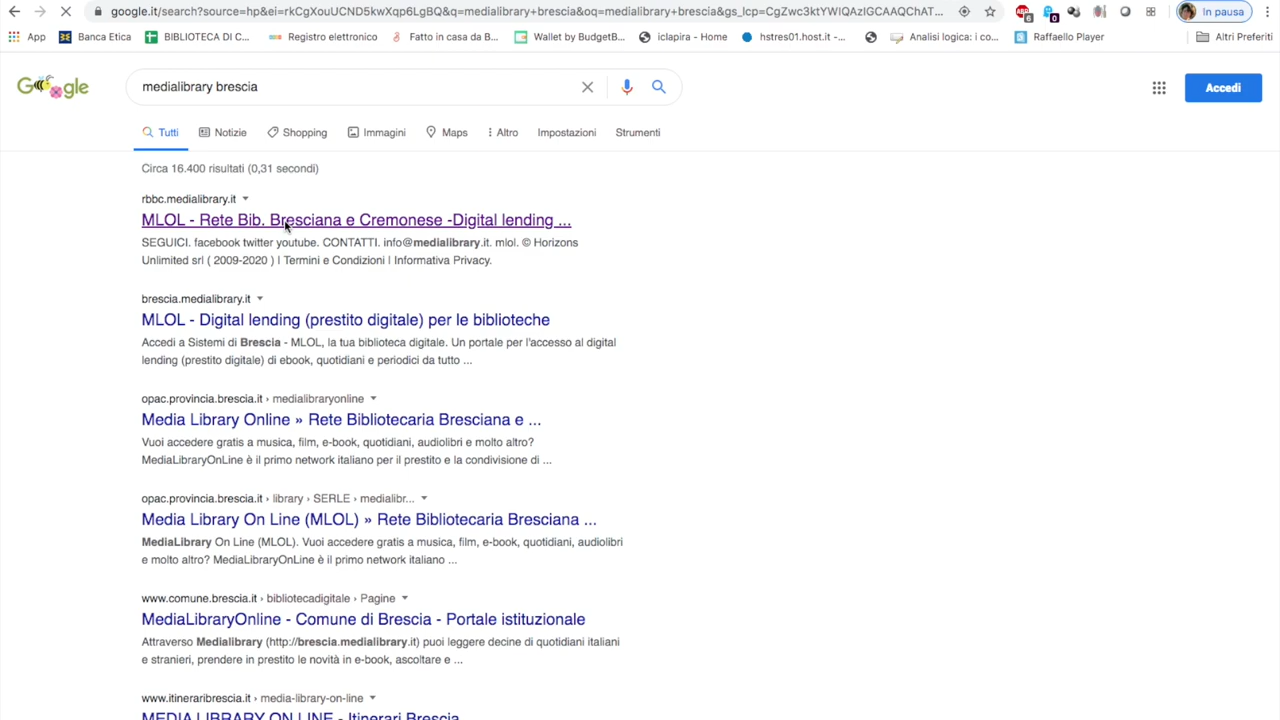 google.it/search?source=hp&ei=rkCgXouUCND5kwXqp6LgBQ&q=medialibrary+brescia&oq=medialibrary+brescia&gs_lcp=CgZwc3ktYWIQAzIGCAAQChAT...
6
0
In pausa
App
Banca Etica
BIBLIOTECA DI C...
Registro elettronico
Fatto in casa da B...
Wallet by BudgetB...
iclapira - Home
hstres01.host.it -...
Analisi logica: i co...
Raffaello Player
Altri Preferiti
Google
medialibrary brescia
Accedi
Tutti
Notizie
Shopping
Immagini
Maps
Altro
Impostazioni
Strumenti
Circa 16.400 risultati (0,31 secondi)
rbbc.medialibrary.it
MLOL - Rete Bib. Bresciana e Cremonese -Digital lending ...
SEGUICI. facebook twitter youtube. CONTATTI. info@medialibrary.it. mlol. © Horizons
Unlimited srl ( 2009-2020 ) | Termini e Condizioni | Informativa Privacy.
brescia.medialibrary.it
MLOL - Digital lending (prestito digitale) per le biblioteche
Accedi a Sistemi di Brescia - MLOL, la tua biblioteca digitale. Un portale per l'accesso al digital
lending (prestito digitale) di ebook, quotidiani e periodici da tutto ...
opac.provincia.brescia.it › medialibraryonline
Media Library Online » Rete Bibliotecaria Bresciana e ...
Vuoi accedere gratis a musica, film, e-book, quotidiani, audiolibri e molto altro?
MediaLibraryOnLine è il primo network italiano per il prestito e la condivisione di ...
opac.provincia.brescia.it › library › SERLE › medialibr...
Media Library On Line (MLOL) » Rete Bibliotecaria Bresciana ...
MediaLibrary On Line (MLOL). Vuoi accedere gratis a musica, film, e-book, quotidiani, audiolibri
e molto altro? MediaLibraryOnLine è il primo network italiano ...
www.comune.brescia.it › bibliotecadigitale › Pagine
MediaLibraryOnline - Comune di Brescia - Portale istituzionale
Attraverso Medialibrary (http://brescia.medialibrary.it) puoi leggere decine di quotidiani italiani
e stranieri, prendere in prestito le novità in e-book, ascoltare e ...
www.itineraribrescia.it › media-library-on-line
MEDIA LIBRARY ON LINE - Itinerari Brescia